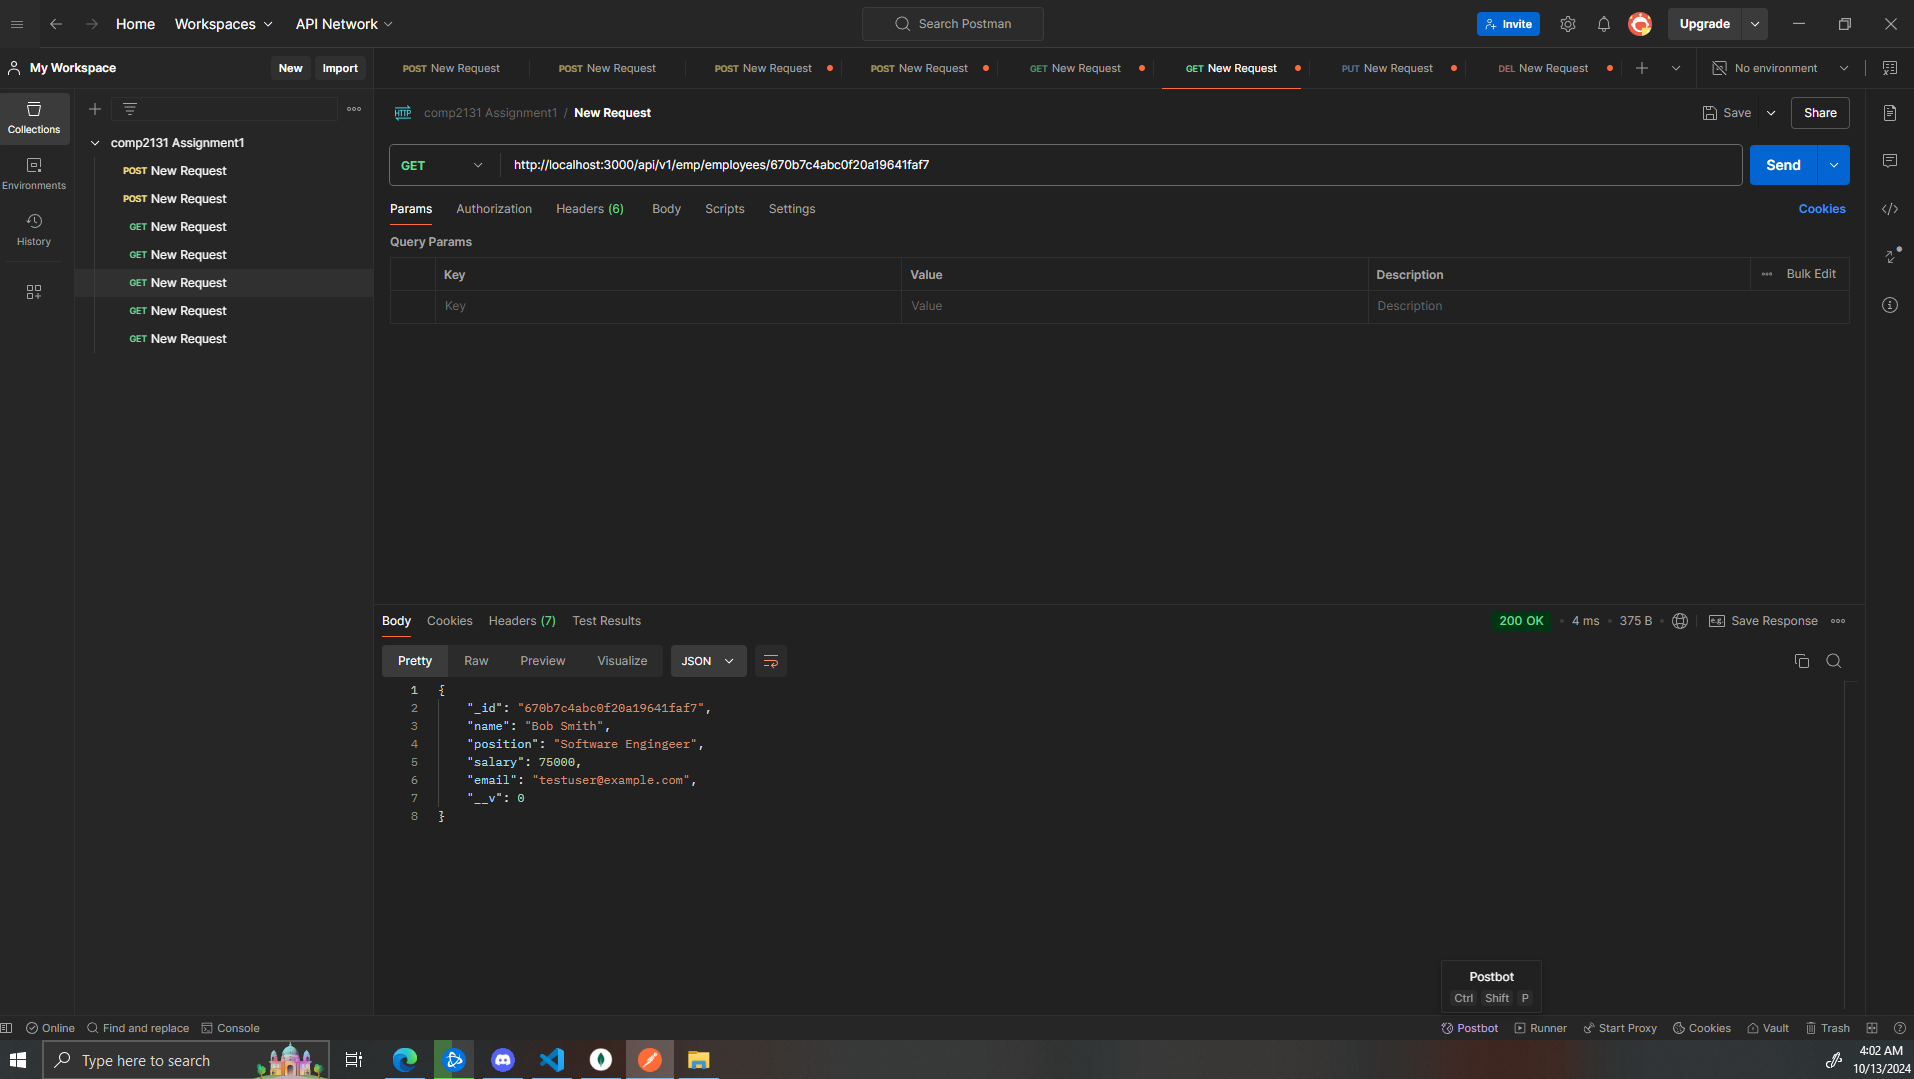 Home Workspaces API Network Search Postman Invite Upgrade
My Workspace New Import POST New Request POST New Request POST New Request POST New Request GET New Request GET New Request PUT New Request DEL New Request No environment
Collections
Environments
History
comp2131 Assignment1
POST New Request
POST New Request
GET New Request
GET New Request
GET New Request
GET New Request
GET New Request
HTTP comp2131 Assignment1 / New Request Save Share
GET http://localhost:3000/api/v1/emp/employees/670b7c4abc0f20a19641faf7 Send
Params Authorization Headers (6) Body Scripts Settings Cookies
Query Params
Key Value Description Bulk Edit
Key Value Description
Body Cookies Headers (7) Test Results 200 OK 4 ms 375 B e.g. Save Response
Pretty Raw Preview Visualize JSON
1 {
2 "_id": "670b7c4abc0f20a19641faf7",
3 "name": "Bob Smith",
4 "position": "Software Engingeer",
5 "salary": 75000,
6 "email": "testuser@example.com",
7 "__v": 0
8 }
Postbot
Ctrl Shift P
Online Find and replace Console Postbot Runner Start Proxy Cookies Vault Trash
Type here to search 4:02 AM
10/13/2024